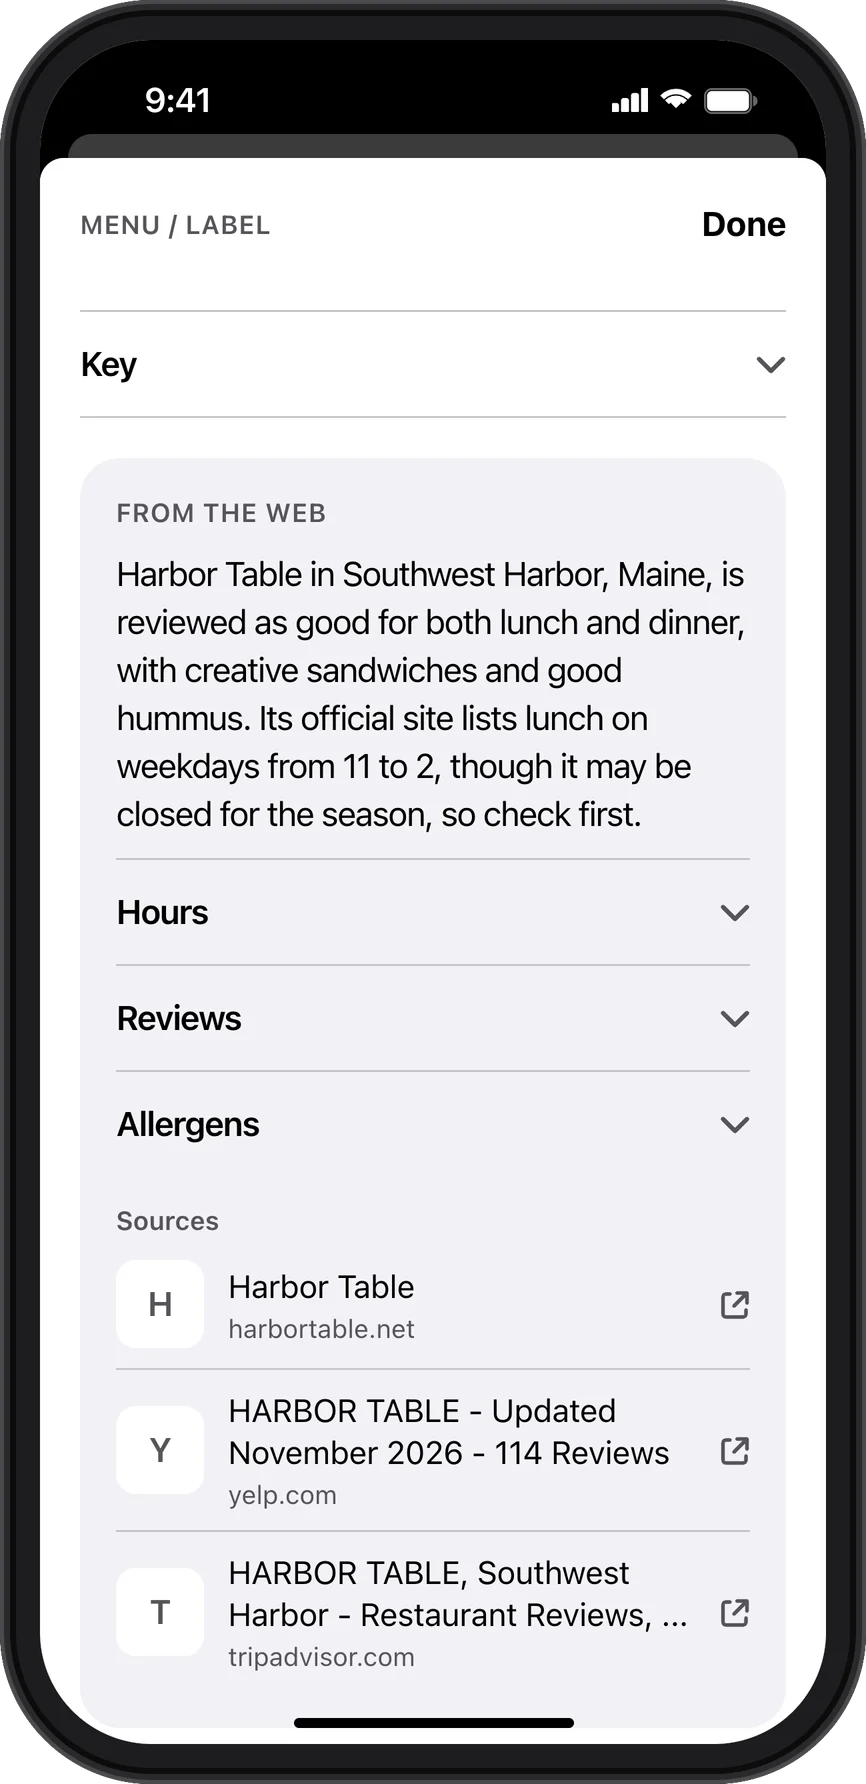 9:41
MENU / LABEL
Done
Key
FROM THE WEB
Harbor Table in Southwest Harbor, Maine, is
reviewed as good for both lunch and dinner,
with creative sandwiches and good
hummus. Its official site lists lunch on
weekdays from 11 to 2, though it may be
closed for the season, so check first.
Hours
Reviews
Allergens
Sources
H
Harbor Table
harbortable.net
Y
HARBOR TABLE - Updated
November 2026 - 114 Reviews
yelp.com
T
HARBOR TABLE, Southwest
Harbor - Restaurant Reviews, ...
tripadvisor.com